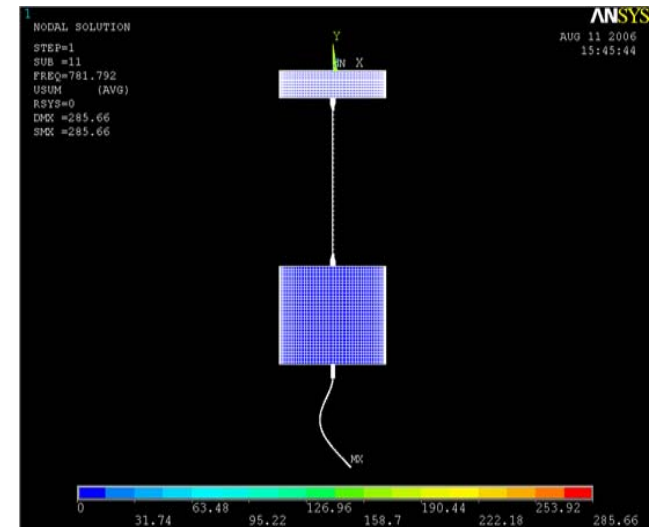 1
NODAL SOLUTION
STEP=1
SUB =11
FREQ=781.792
USUM (AVG)
RSYS=0
DMX =285.66
SMX =285.66
ANSYS
AUG 11 2006
15:45:44
Y
MN X
MX
0 63.48 126.96 190.44 253.92
31.74 95.22 158.7 222.18 285.66